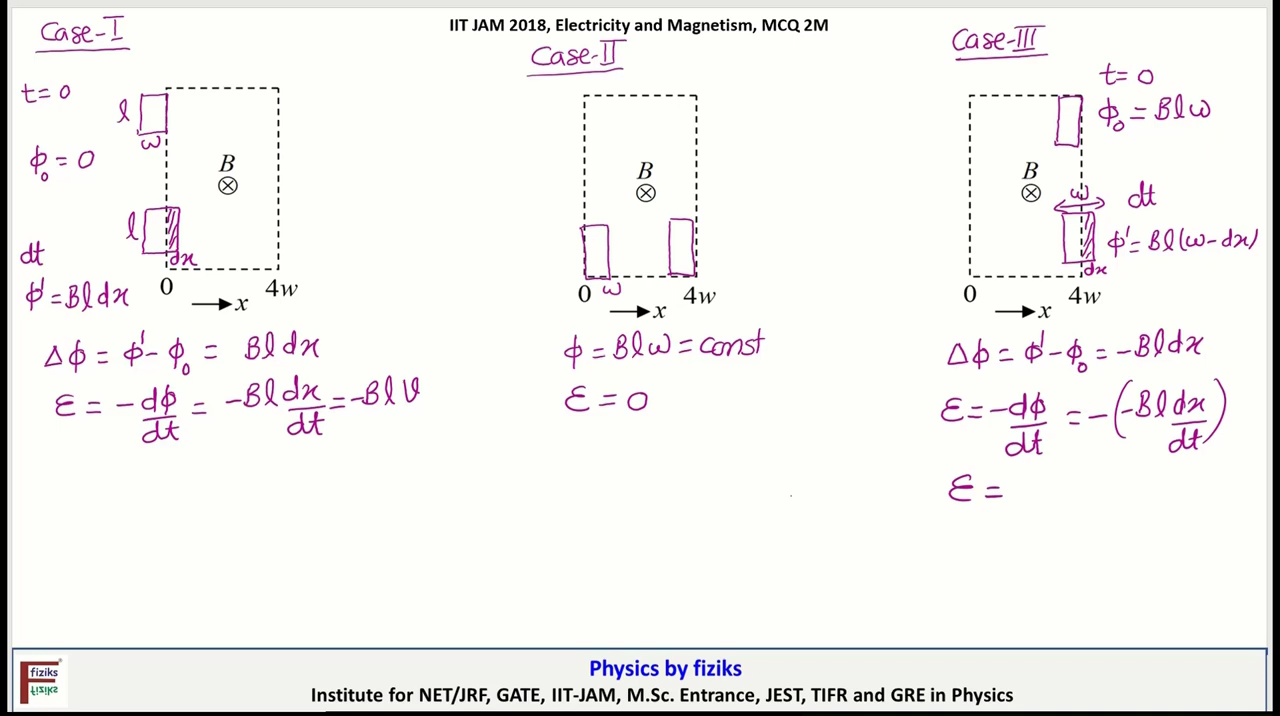 IIT JAM 2018, Electricity and Magnetism, MCQ 2M
Case-I
t=0
l
w
ϕ₀ = 0
B
l
dx
dt
ϕ' = Bldx
0
4w
x
Δϕ = ϕ' - ϕ₀ = Bldx
ε = -dϕ/dt = -Bl dx/dt = -Blv
Case-II
B
0
w
4w
x
ϕ = Blw = const
ε = 0
Case-III
t=0
ϕ₀ = Blw
B
w
dt
ϕ' = Bl(w-dx)
dx
0
4w
x
Δϕ = ϕ' - ϕ₀ = -Bldx
ε = -dϕ/dt = -(-Bl dx/dt)
ε =
fiziks
fiziks
Physics by fiziks
Institute for NET/JRF, GATE, IIT-JAM, M.Sc. Entrance, JEST, TIFR and GRE in Physics